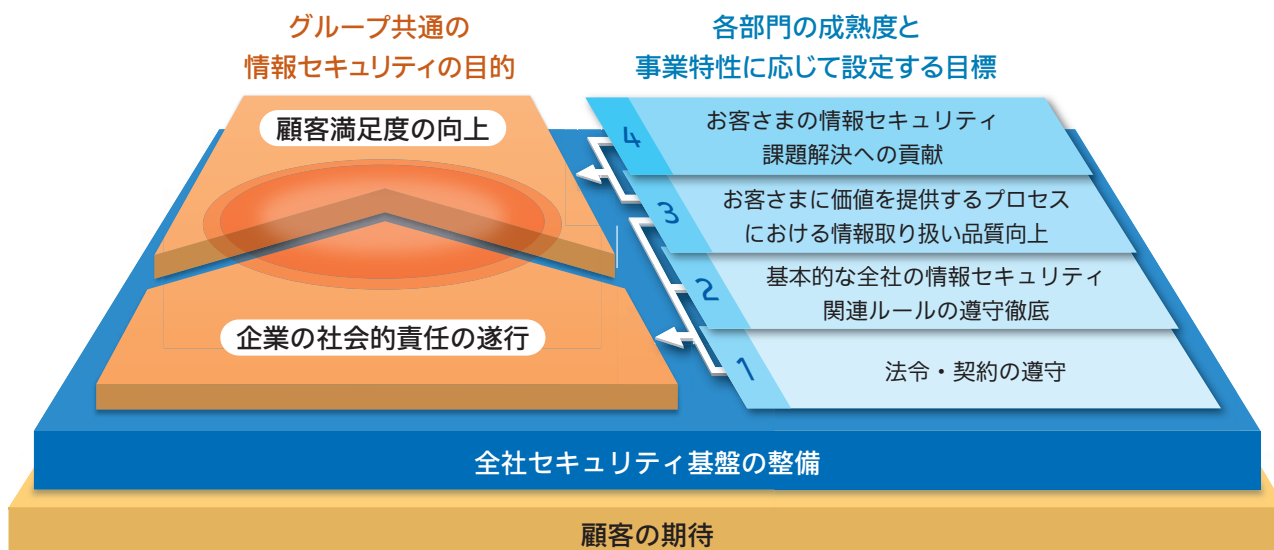 グループ共通の
情報セキュリティの目的
各部門の成熟度と
事業特性に応じて設定する目標
顧客満足度の向上
企業の社会的責任の遂行
4
お客さまの情報セキュリティ
課題解決への貢献
3
お客さまに価値を提供するプロセス
における情報取り扱い品質向上
2
基本的な全社の情報セキュリティ
関連ルールの遵守徹底
1
法令・契約の遵守
全社セキュリティ基盤の整備
顧客の期待